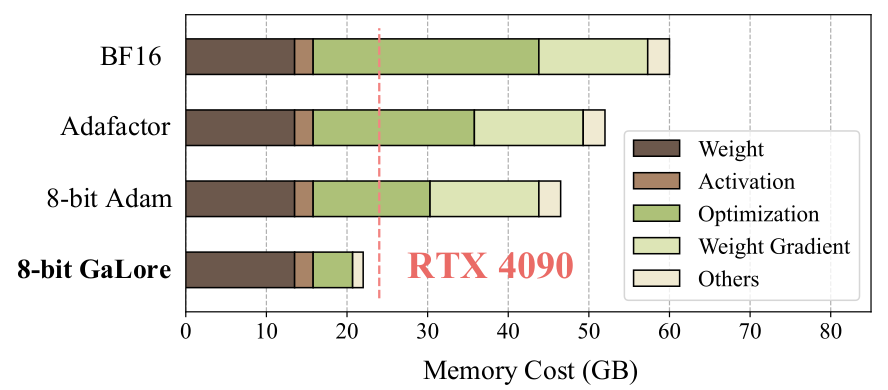 BF16
Adafactor
8-bit Adam
8-bit GaLore
RTX 4090
Weight
Activation
Optimization
Weight Gradient
Others
0 10 20 30 40 50 60 70 80
Memory Cost (GB)